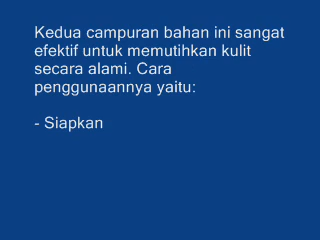 Kedua campuran bahan ini sangat
efektif untuk memutihkan kulit
secara alami. Cara
penggunaannya yaitu:
- Siapkan